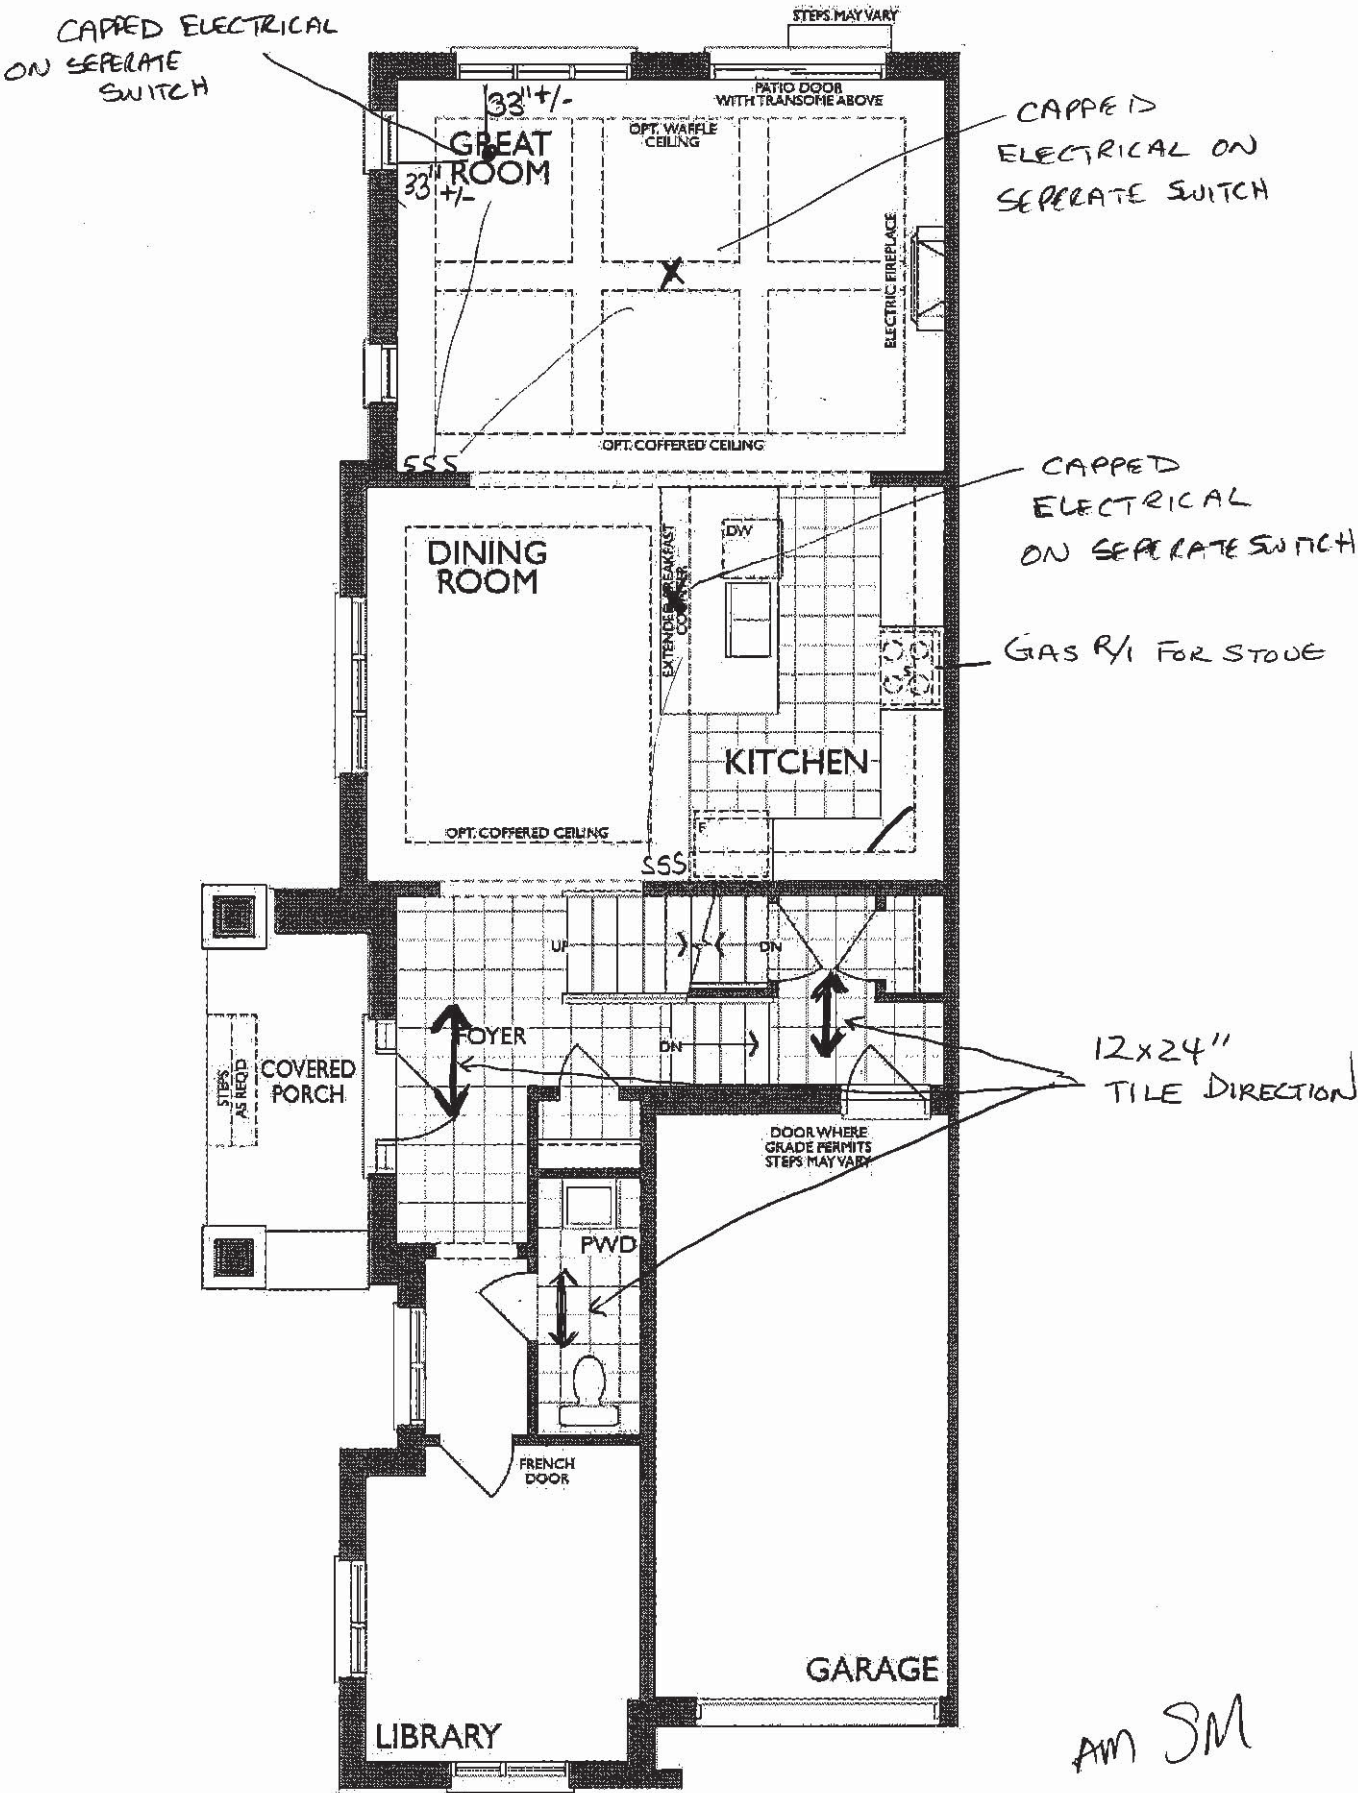 STEPS MAY VARY
CAPPED ELECTRICAL
ON SEPERATE
SWITCH
PATIO DOOR
WITH TRANSOME ABOVE
33" +/-
OPT. WAFFLE
CEILING
GREAT
ROOM
33" +/-
CAPPED
ELECTRICAL ON
SEPERATE SWITCH
ELECTRIC FIREPLACE
OPT. COFFERED CEILING
SSS
CAPPED
ELECTRICAL
ON SEPERATE SWITCH
DINING
ROOM
DW
EXTENDED BREAKFAST
COUNTER
GAS R/I FOR STOVE
S
KITCHEN
OPT. COFFERED CEILING
F
SSS
UP
DN
FOYER
DN
STEPS
AS REQ'D
COVERED
PORCH
12x24"
TILE DIRECTION
DOOR WHERE
GRADE PERMITS
STEPS MAY VARY
PWD
FRENCH
DOOR
GARAGE
LIBRARY
AM SM